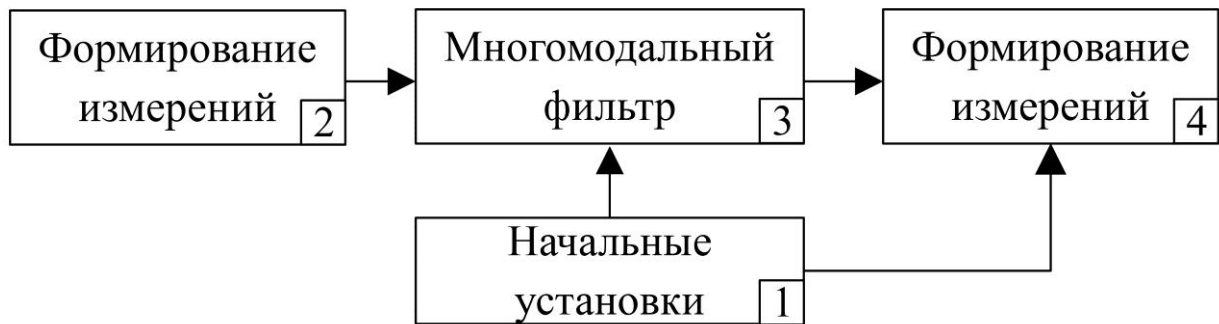 Формирование
измерений
2
Многомодальный
фильтр
3
Формирование
измерений
4
Начальные
установки
1